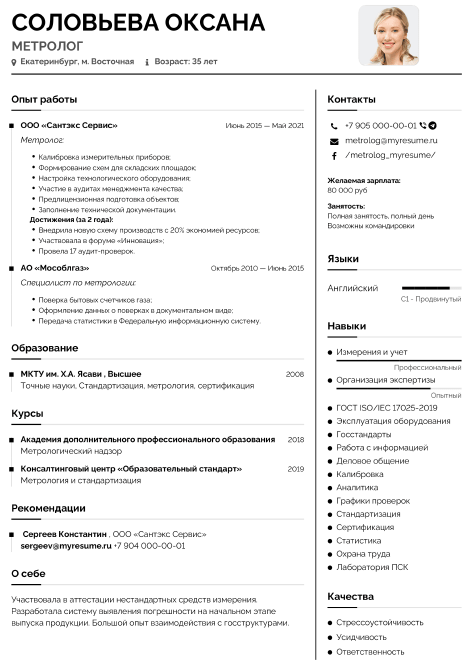 СОЛОВЬЕВА ОКСАНА
МЕТРОЛОГ
Екатеринбург, м. Восточная Возраст: 35 лет
Опыт работы
ООО «Сантэкс Сервис» Июнь 2015 — Май 2021
Метролог:
Калибровка измерительных приборов;
Формирование схем для складских площадок;
Настройка технологического оборудования;
Участие в аудитах менеджмента качества;
Предлицензионная подготовка объектов;
Заполнение технической документации.
Достижения (за 2 года):
Внедрила новую схему производств с 20% экономией ресурсов;
Участвовала в форуме «Инновация»;
Провела 17 аудит-проверок.
АО «Мособлгаз» Октябрь 2010 — Июнь 2015
Специалист по метрологии:
Поверка бытовых счетчиков газа;
Оформление данных о поверках в документальном виде;
Передача статистики в Федеральную информационную систему.
Образование
МКТУ им. Х.А. Ясави , Высшее 2008
Точные науки, Стандартизация, метрология, сертификация
Курсы
Академия дополнительного профессионального образования 2018
Метрологический надзор
Консалтинговый центр «Образовательный стандарт» 2019
Метрология и стандартизация
Рекомендации
Сергеев Константин , ООО «Сантэкс Сервис»
sergeev@myresume.ru +7 904 000-00-01
О себе
Участвовала в аттестации нестандартных средств измерения.
Разработала систему выявления погрешности на начальном этапе
выпуска продукции. Большой опыт взаимодействия с госструктурами.
Контакты
+7 905 000-00-01
metrolog@myresume.ru
/metrolog_myresume/
Желаемая зарплата:
80 000 руб
Занятость:
Полная занятость, полный день
Возможны командировки
Языки
Английский
C1 - Продвинутый
Навыки
Измерения и учет
Профессиональный
Организация экспертизы
Опытный
ГОСТ ISO/IEC 17025-2019
Эксплуатация оборудования
Госстандарты
Работа с информацией
Деловое общение
Калибровка
Аналитика
Графики проверок
Стандартизация
Сертификация
Статистика
Охрана труда
Лаборатория ПСК
Качества
Стрессоустойчивость
Усидчивость
Ответственность